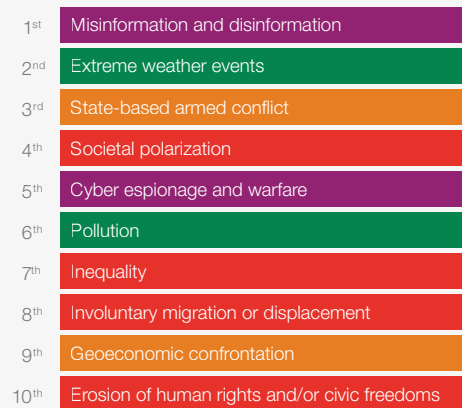 1st Misinformation and disinformation
2nd Extreme weather events
3rd State-based armed conflict
4th Societal polarization
5th Cyber espionage and warfare
6th Pollution
7th Inequality
8th Involuntary migration or displacement
9th Geoeconomic confrontation
10th Erosion of human rights and/or civic freedoms